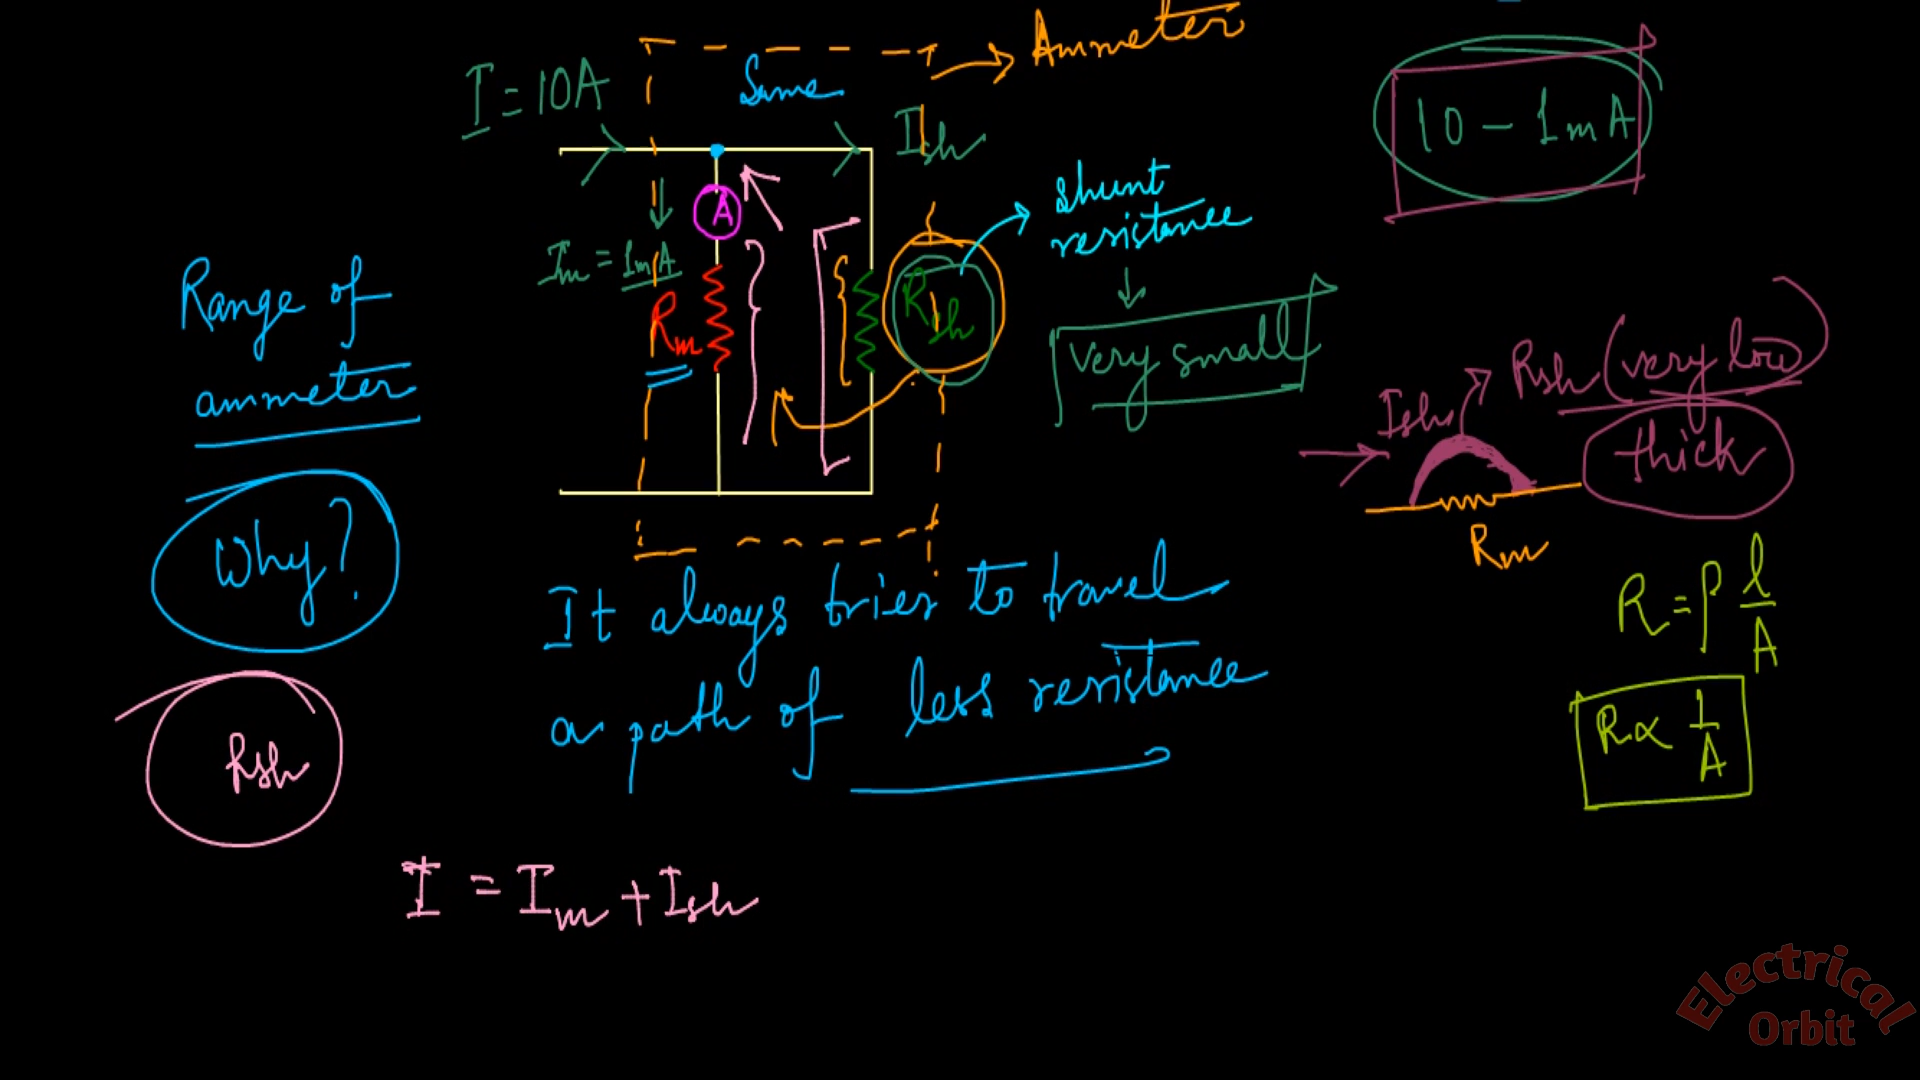 Ammeter
I = 10A
Same
Ish
10 - 1mA
A
shunt
resistance
Im = 1mA
Range of
ammeter
Rm
Rsh
very small
Rsh (very low)
Ish
thick
Why?
Rm
It always tries to travel
a path of less resistance
R = ρ l/A
R ∝ 1/A
Rsh
I = Im + Ish
Electrical
Orbit